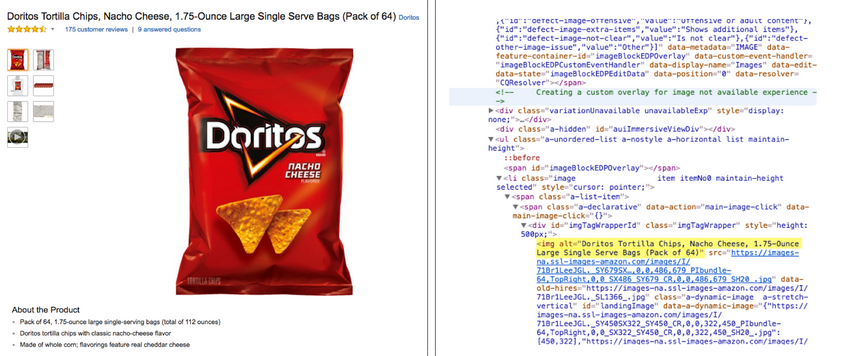 Doritos Tortilla Chips, Nacho Cheese, 1.75-Ounce Large Single Serve Bags (Pack of 64) Doritos
175 customer reviews | 9 answered questions
Doritos
NACHO
CHEESE
FLAVORED
TORTILLA CHIPS
About the Product
Pack of 64, 1.75-ounce large single-serving bags (total of 112 ounces)
Doritos tortilla chips with classic nacho-cheese flavor
Made of whole corn; flavorings feature real cheddar cheese
,{"id":"defect-image-offensive","value":"Offensive or adult content"},
{"id":"defect-image-extra-items","value":"Shows additional items"},
{"id":"defect-image-not-clear","value":"Is not clear"},{"id":"defect-
other-issue","value":"Other"}]" data-metadata="IMAGE" data-
feature-container-id="imageBlockEDPOverlay" data-custom-event-handler=
"imageBlockEDPCustomEventHandler" data-display-name="Images" data-edit-
data-state="imageBlockEDPEditData" data-position="0" data-resolver=
"CQResolver"></span>
<!-- Creating a custom overlay for image not available experience --
>
<div class="variationUnavailable unavailableExp" style="display:
none;">…</div>
<div class="a-hidden" id="auiImmersiveViewDiv"></div>
<ul class="a-unordered-list a-nostyle a-horizontal list maintain-
height">
::before
<span id="imageBlockEDPOverlay"></span>
<li class="image item itemNo0 maintain-height
selected" style="cursor: pointer;">
<span class="a-list-item">
<span class="a-declarative" data-action="main-image-click" data-
main-image-click="{}">
<div id="imgTagWrapperId" class="imgTagWrapper" style="height:
500px;">
<img alt="Doritos Tortilla Chips, Nacho Cheese, 1.75-Ounce
Large Single Serve Bags (Pack of 64)" src="https://images-
na.ssl-images-amazon.com/images/I/
71Br1LeeJGL._SY679SX…,0,0,486,679_PIbundle-
64,TopRight,0,0_SX486_SY679_CR,0,0,486,679_SH20_.jpg" data-
old-hires="https://images-na.ssl-images-amazon.com/images/I/
71Br1LeeJGL._SL1366_.jpg" class="a-dynamic-image a-stretch-
vertical" id="landingImage" data-a-dynamic-image="{"https://
images-na.ssl-images-amazon.com/images/I/
71Br1LeeJGL._SY450SX322_SY450_CR,0,0,322,450_PIbundle-
64,TopRight,0,0_SX322_SY450_CR,0,0,322,450_SH20_.jpg":
[450,322],"https://images-na.ssl-images-amazon.com/images/I/